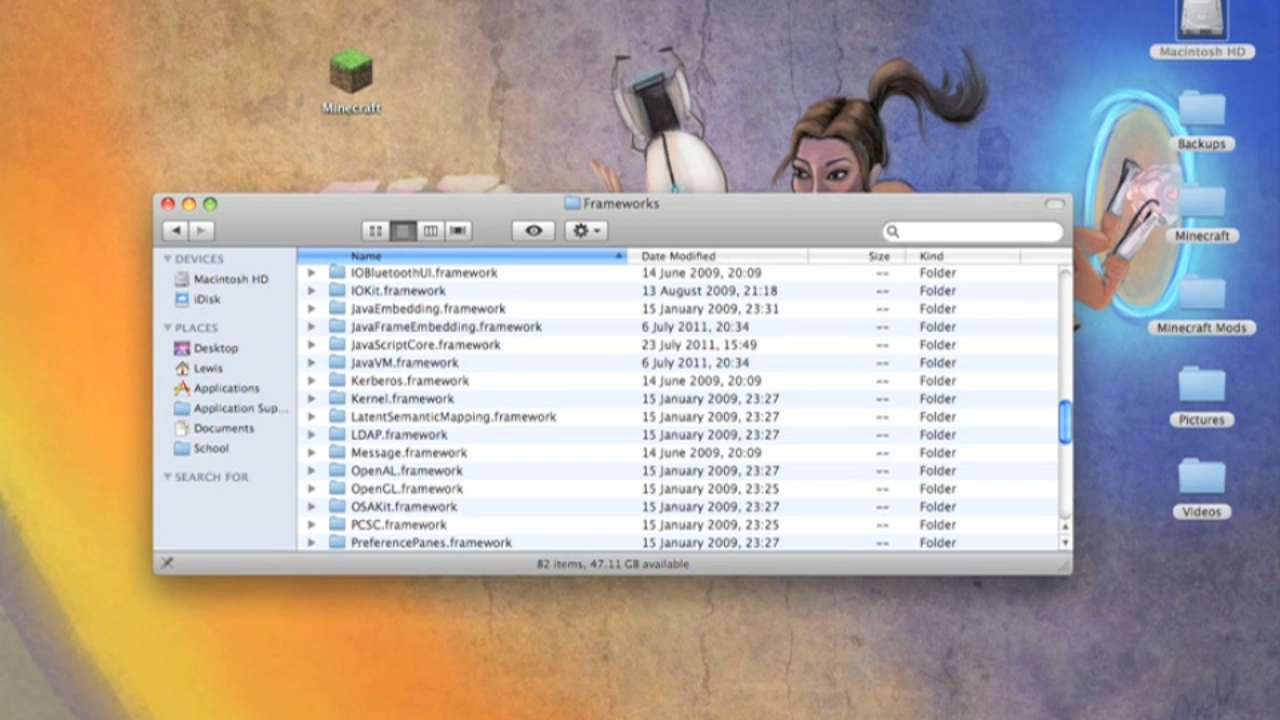 Macintosh HD
Minecraft
Backups
Frameworks
Minecraft
DEVICES
Macintosh HD
iDisk
PLACES
Desktop
Lewis
Applications
Application Sup...
Documents
School
SEARCH FOR
Name Date Modified Size Kind
IOBluetoothUI.framework 14 June 2009, 20:09 -- Folder
IOKit.framework 13 August 2009, 21:18 -- Folder
JavaEmbedding.framework 15 January 2009, 23:31 -- Folder
JavaFrameEmbedding.framework 6 July 2011, 20:34 -- Folder
JavaScriptCore.framework 23 July 2011, 15:49 -- Folder
JavaVM.framework 6 July 2011, 20:34 -- Folder
Kerberos.framework 14 June 2009, 20:09 -- Folder
Kernel.framework 15 January 2009, 23:27 -- Folder
LatentSemanticMapping.framework 15 January 2009, 23:27 -- Folder
LDAP.framework 15 January 2009, 23:27 -- Folder
Message.framework 14 June 2009, 20:09 -- Folder
OpenAL.framework 15 January 2009, 23:27 -- Folder
OpenGL.framework 15 January 2009, 23:25 -- Folder
OSAKit.framework 15 January 2009, 23:27 -- Folder
PCSC.framework 15 January 2009, 23:25 -- Folder
PreferencePanes.framework 15 January 2009, 23:27 -- Folder
82 items, 47.11 GB available
Minecraft Mods
Pictures
Videos